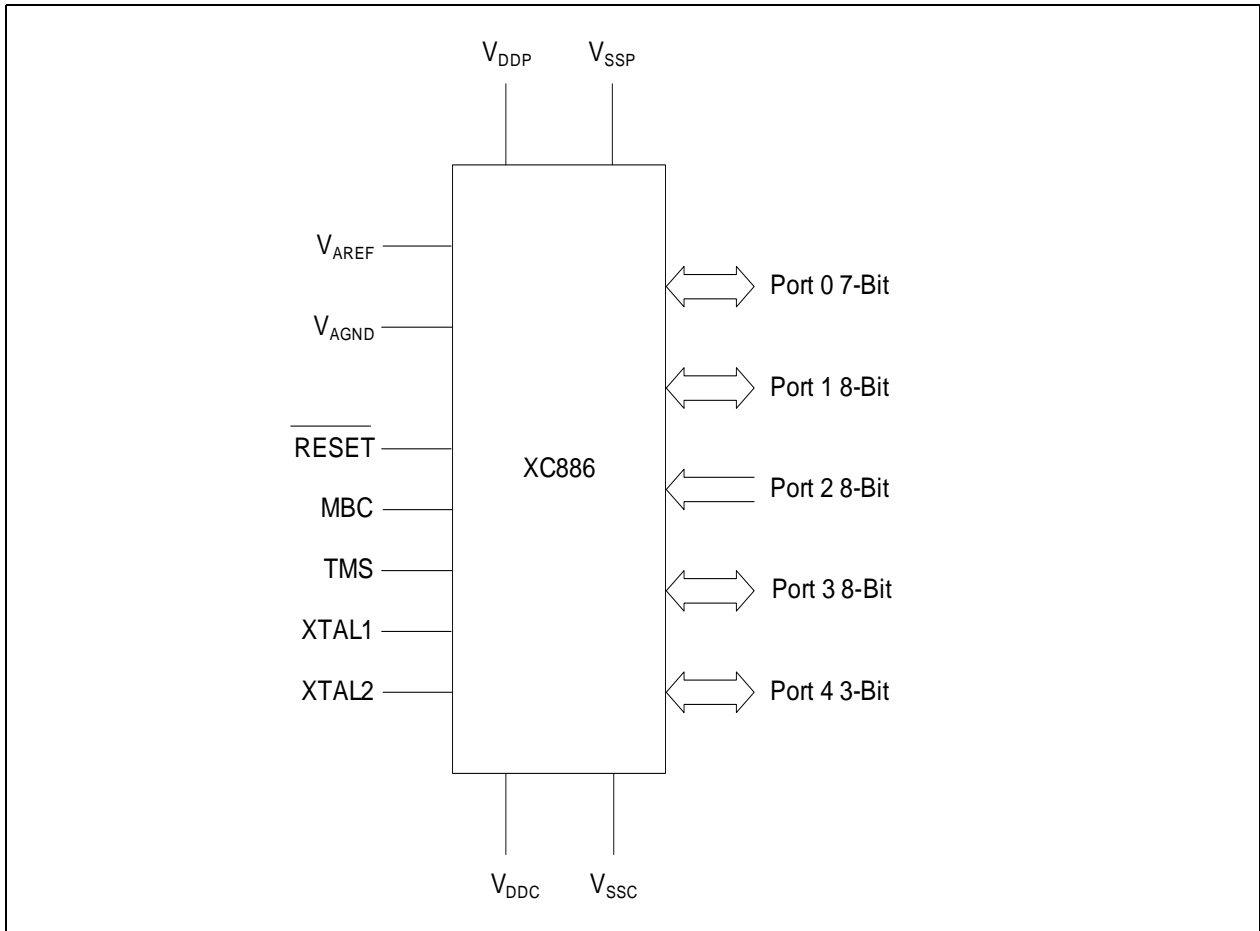 VDDP VSSP
VAREF
VAGND
RESET
MBC
TMS
XTAL1
XTAL2
XC886
Port 0 7-Bit
Port 1 8-Bit
Port 2 8-Bit
Port 3 8-Bit
Port 4 3-Bit
VDDC VSSC